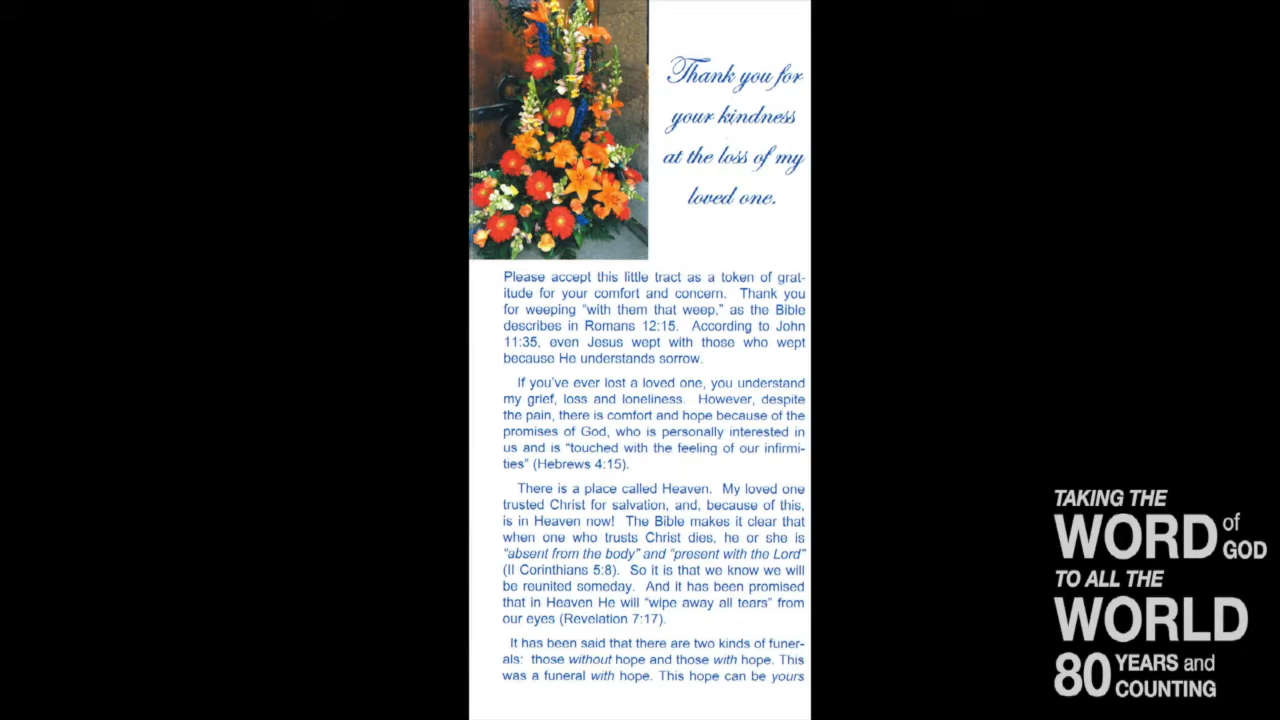 Thank you for
your kindness
at the loss of my
loved one.
Please accept this little tract as a token of grat-
itude for your comfort and concern. Thank you
for weeping “with them that weep,” as the Bible
describes in Romans 12:15. According to John
11:35, even Jesus wept with those who wept
because He understands sorrow.
If you’ve ever lost a loved one, you understand
my grief, loss and loneliness. However, despite
the pain, there is comfort and hope because of the
promises of God, who is personally interested in
us and is “touched with the feeling of our infirmi-
ties” (Hebrews 4:15).
There is a place called Heaven. My loved one
trusted Christ for salvation, and, because of this,
is in Heaven now! The Bible makes it clear that
when one who trusts Christ dies, he or she is
“absent from the body” and “present with the Lord”
(II Corinthians 5:8). So it is that we know we will
be reunited someday. And it has been promised
that in Heaven He will “wipe away all tears” from
our eyes (Revelation 7:17).
It has been said that there are two kinds of funer-
als: those without hope and those with hope. This
was a funeral with hope. This hope can be yours
TAKING THE
WORD of GOD
TO ALL THE
WORLD
80 YEARS and COUNTING